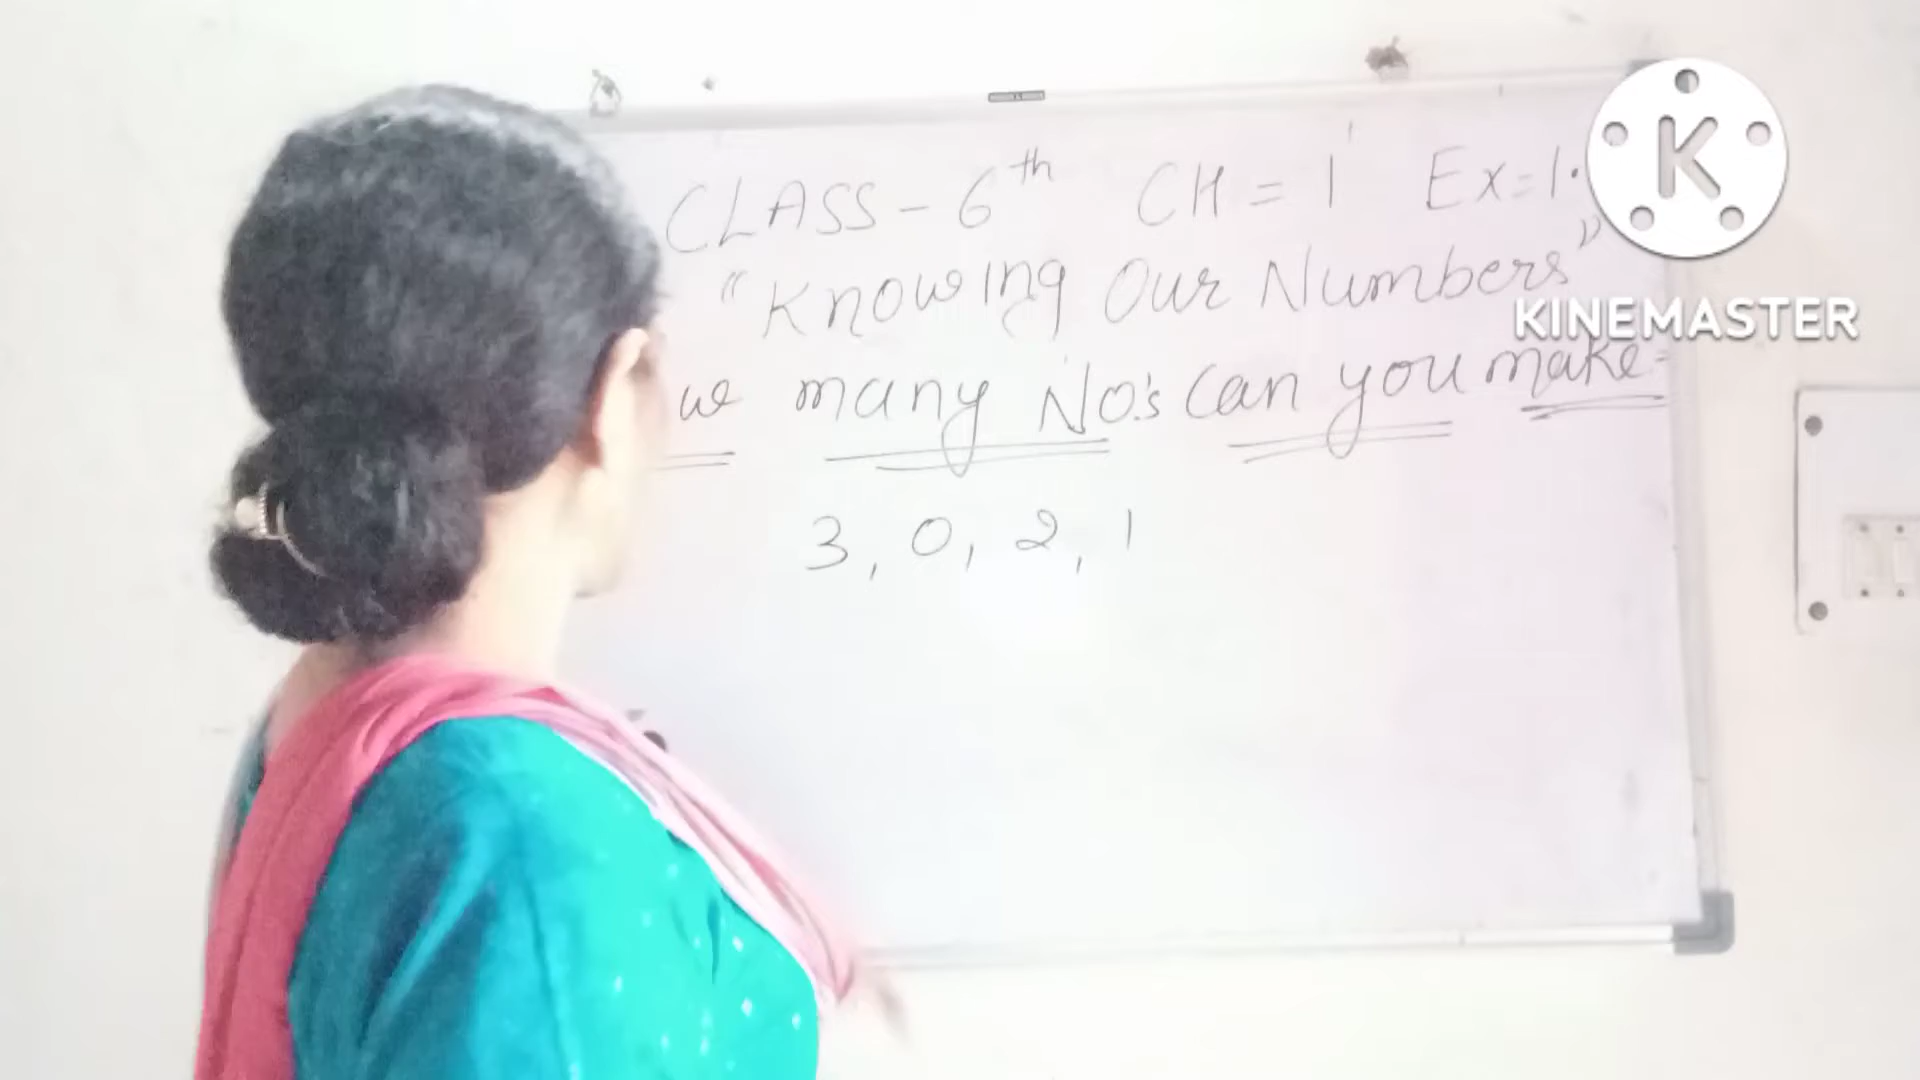 CLASS - 6th CH = 1 Ex = 1.
"Knowing Our Numbers"
many No's can you make
3, 0, 2, 1
K
KINEMASTER